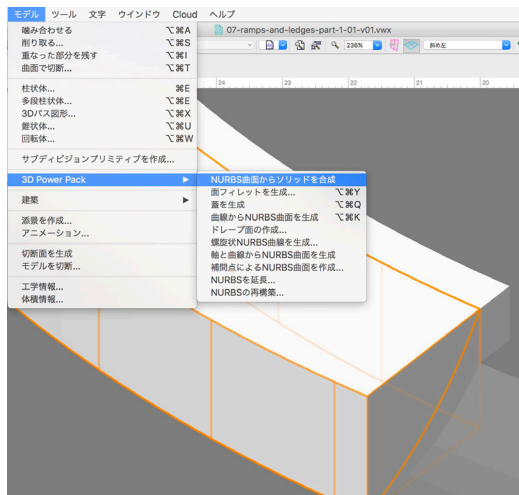 モデル ツール 文字 ウインドウ Cloud ヘルプ
07-ramps-and-ledges-part-1-01-v01.vwx
236% 斜め左
24 23 22 21 20
噛み合わせる ⌥⌘A
削り取る... ⌥⌘S
重なった部分を残す ⌥⌘I
曲面で切断... ⌥⌘T
柱状体... ⌘E
多段柱状体... ⌥⌘E
3Dパス図形... ⌥⌘X
錐状体... ⌥⌘U
回転体... ⌥⌘W
サブディビジョンプリミティブを作成...
3D Power Pack ▶
建築 ▶
添景を作成...
アニメーション...
切断面を生成
モデルを切断...
工学情報...
体積情報...
NURBS曲面からソリッドを合成
面フィレットを生成... ⌥⌘Y
蓋を生成 ⌥⌘Q
曲線からNURBS曲面を生成 ⌥⌘K
ドレープ面の作成...
螺旋状NURBS曲線を生成...
軸と曲線からNURBS曲面を生成
補間点によるNURBS曲面を作成...
NURBSを延長...
NURBSの再構築...